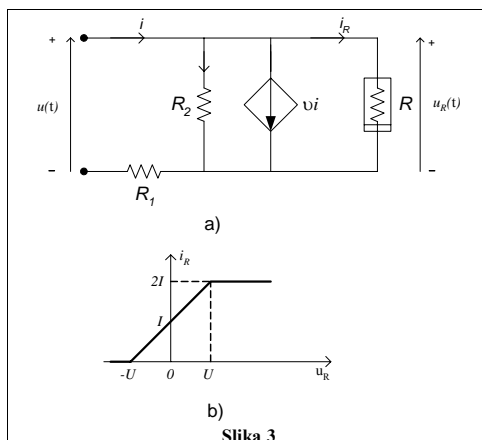 + i i_R +
u(t) R_2 υi R u_R(t)
− R_1 −
a)
i_R
2I
I
-U 0 U u_R
b)
Slika 3